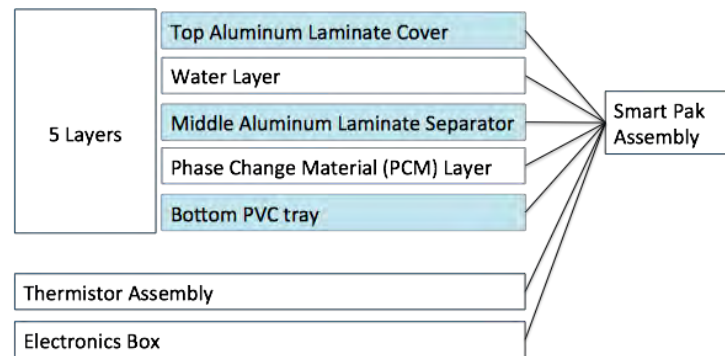 Top Aluminum Laminate Cover
Water Layer
5 Layers
Middle Aluminum Laminate Separator
Phase Change Material (PCM) Layer
Bottom PVC tray
Smart Pak
Assembly
Thermistor Assembly
Electronics Box